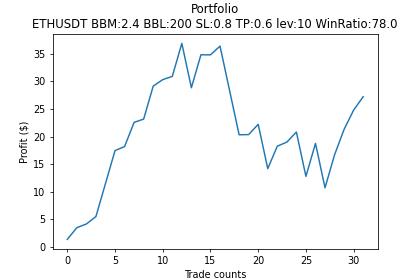 Portfolio
ETHUSDT BBM:2.4 BBL:200 SL:0.8 TP:0.6 lev:10 WinRatio:78.0
35
30
25
20
15
10
5
0
Profit ($)
0 5 10 15 20 25 30
Trade counts